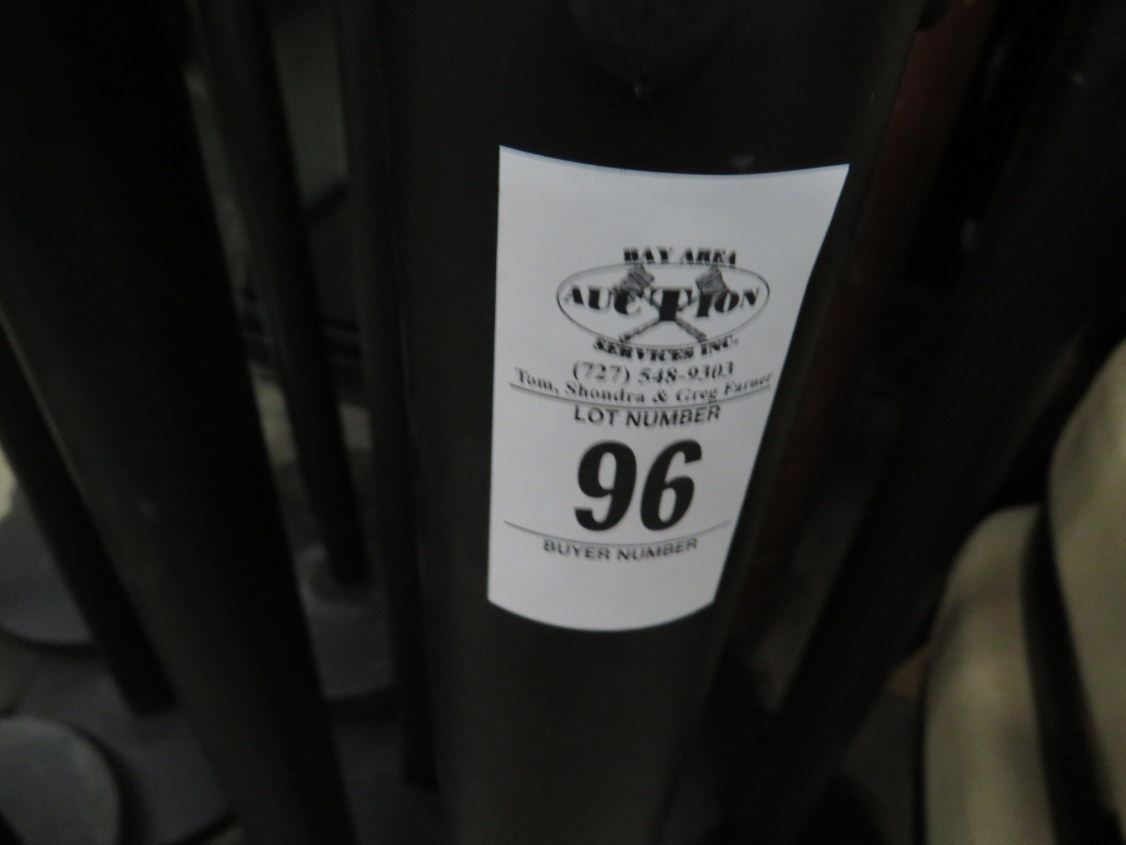 BAY AREA
AUCTION
SERVICES INC.
(727) 548-9303
Tom, Shondra & Greg Farner
LOT NUMBER
96
BUYER NUMBER